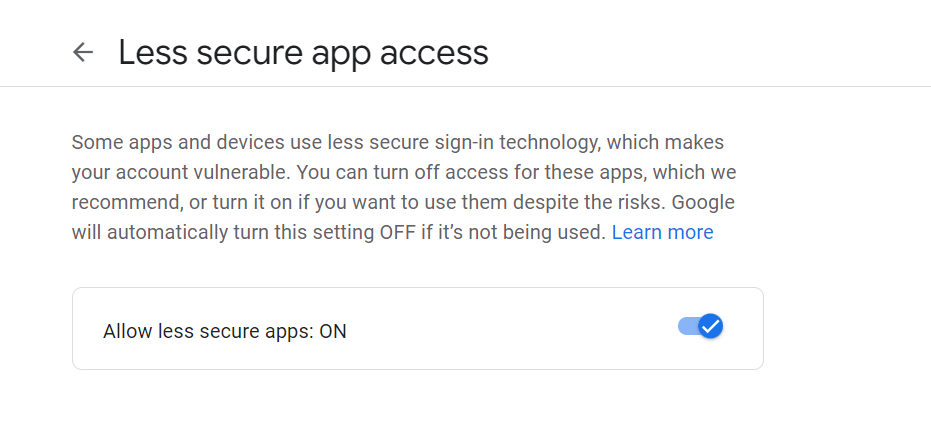 Less secure app access
Some apps and devices use less secure sign-in technology, which makes
your account vulnerable. You can turn off access for these apps, which we
recommend, or turn it on if you want to use them despite the risks. Google
will automatically turn this setting OFF if it’s not being used. Learn more
Allow less secure apps: ON